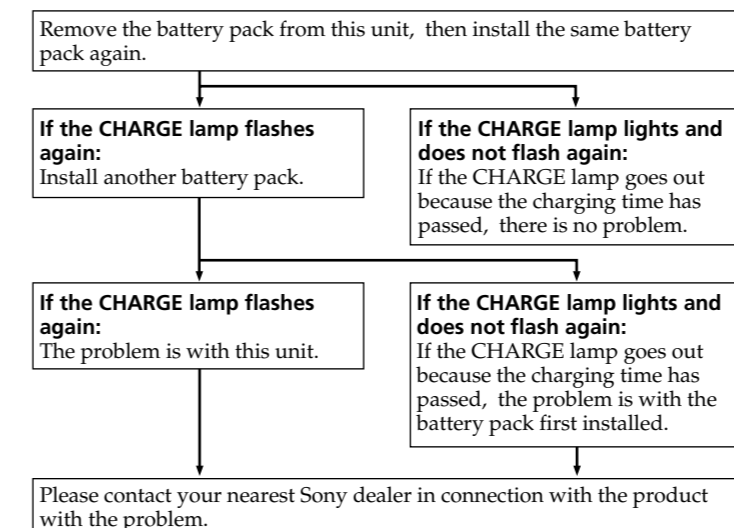 Remove the battery pack from this unit, then install the same battery
pack again.
If the CHARGE lamp flashes
again:
Install another battery pack.
If the CHARGE lamp lights and
does not flash again:
If the CHARGE lamp goes out
because the charging time has
passed, there is no problem.
If the CHARGE lamp flashes
again:
The problem is with this unit.
If the CHARGE lamp lights and
does not flash again:
If the CHARGE lamp goes out
because the charging time has
passed, the problem is with the
battery pack first installed.
Please contact your nearest Sony dealer in connection with the product
with the problem.